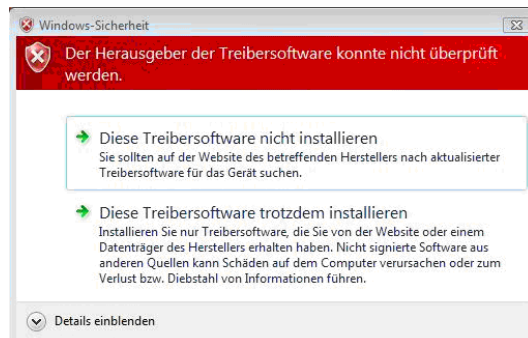 Windows-Sicherheit
Der Herausgeber der Treibersoftware konnte nicht überprüft
werden.
Diese Treibersoftware nicht installieren
Sie sollten auf der Website des betreffenden Herstellers nach aktualisierter
Treibersoftware für das Gerät suchen.
Diese Treibersoftware trotzdem installieren
Installieren Sie nur Treibersoftware, die Sie von der Website oder einem
Datenträger des Herstellers erhalten haben. Nicht signierte Software aus
anderen Quellen kann Schäden auf dem Computer verursachen oder zum
Verlust bzw. Diebstahl von Informationen führen.
Details einblenden